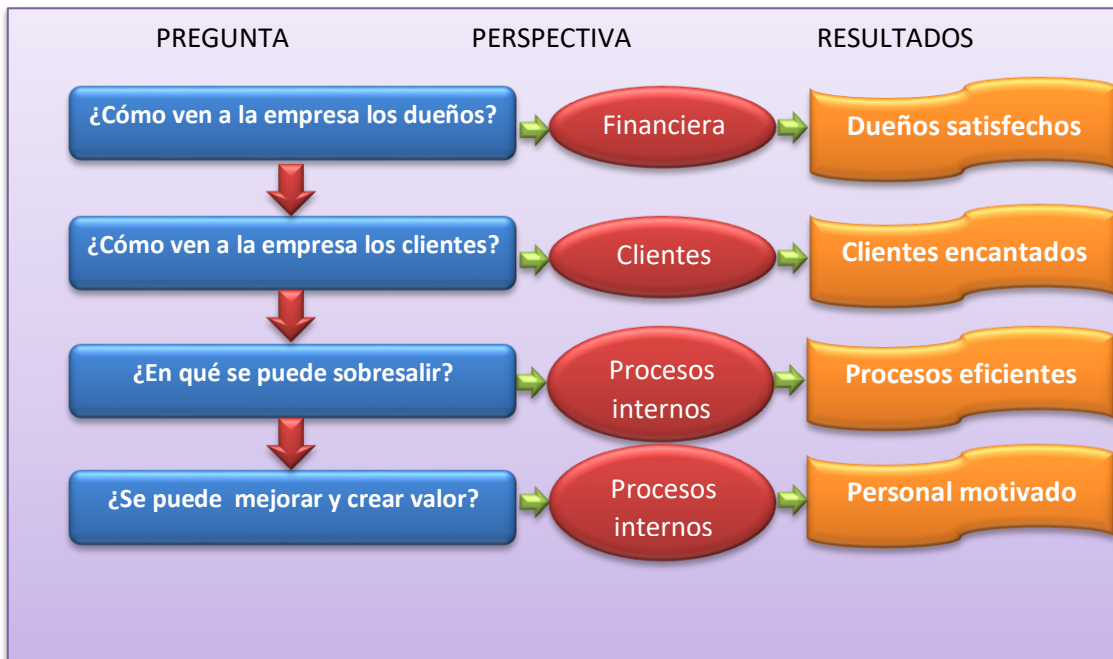 PREGUNTA PERSPECTIVA RESULTADOS
¿Cómo ven a la empresa los dueños?
Financiera
Dueños satisfechos
¿Cómo ven a la empresa los clientes?
Clientes
Clientes encantados
¿En qué se puede sobresalir?
Procesos
internos
Procesos eficientes
¿Se puede  mejorar y crear valor?
Procesos
internos
Personal motivado